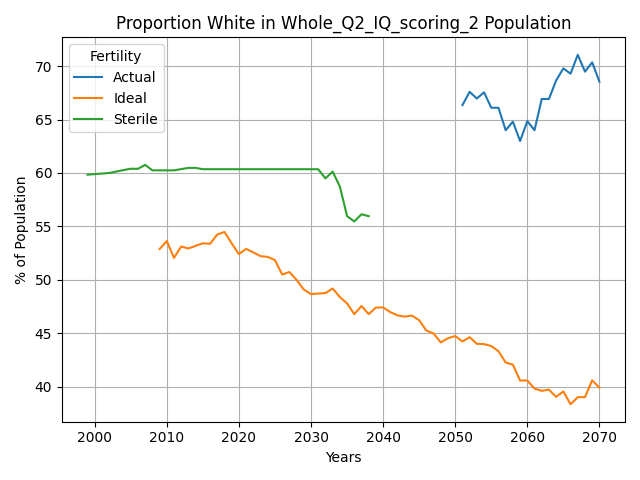 Proportion White in Whole_Q2_IQ_scoring_2 Population
Fertility
Actual
Ideal
Sterile
% of Population
70
65
60
55
50
45
40
2000 2010 2020 2030 2040 2050 2060 2070
Years